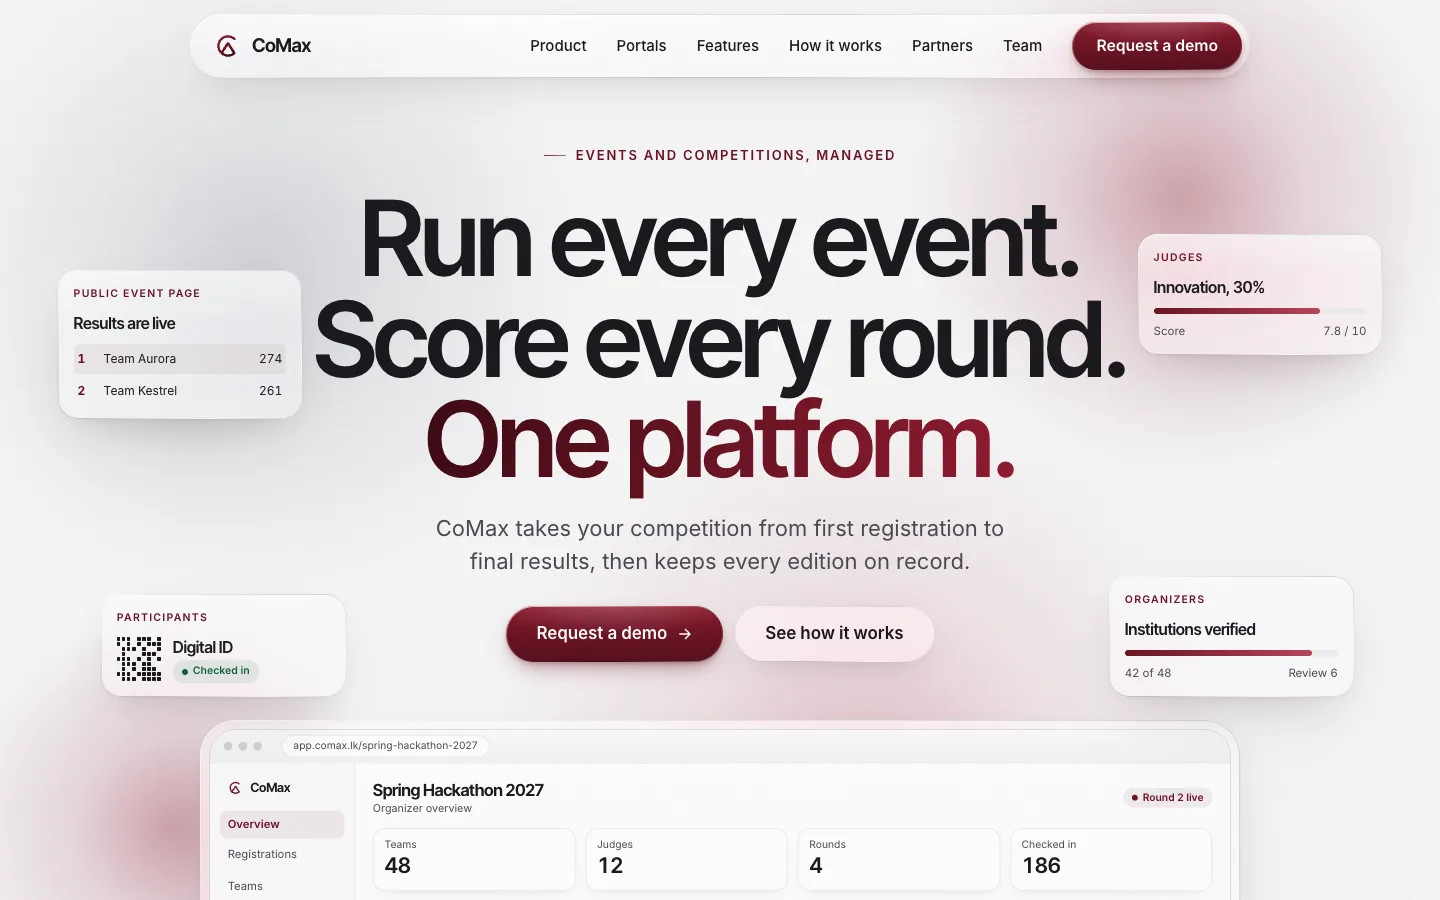 CoMax
Product
Portals
Features
How it works
Partners
Team
Request a demo
EVENTS AND COMPETITIONS, MANAGED
Run every event.
Score every round.
One platform.
CoMax takes your competition from first registration to
final results, then keeps every edition on record.
Request a demo →
See how it works
PUBLIC EVENT PAGE
Results are live
1 Team Aurora 274
2 Team Kestrel 261
JUDGES
Innovation, 30%
Score 7.8 / 10
PARTICIPANTS
Digital ID
Checked in
ORGANIZERS
Institutions verified
42 of 48 Review 6
app.comax.lk/spring-hackathon-2027
CoMax
Overview
Registrations
Teams
Spring Hackathon 2027
Organizer overview
Round 2 live
Teams
48
Judges
12
Rounds
4
Checked in
186